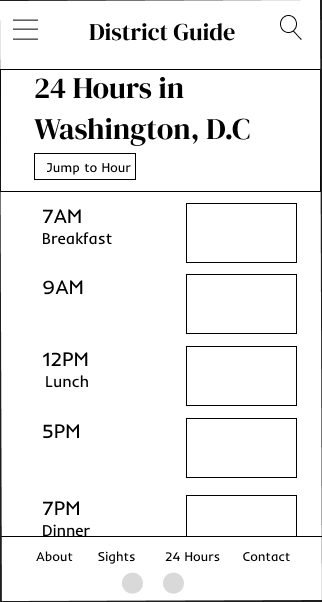 District Guide
24 Hours in
Washington, D.C
Jump to Hour
7AM
Breakfast
9AM
12PM
Lunch
5PM
7PM
Dinner
About Sights 24 Hours Contact